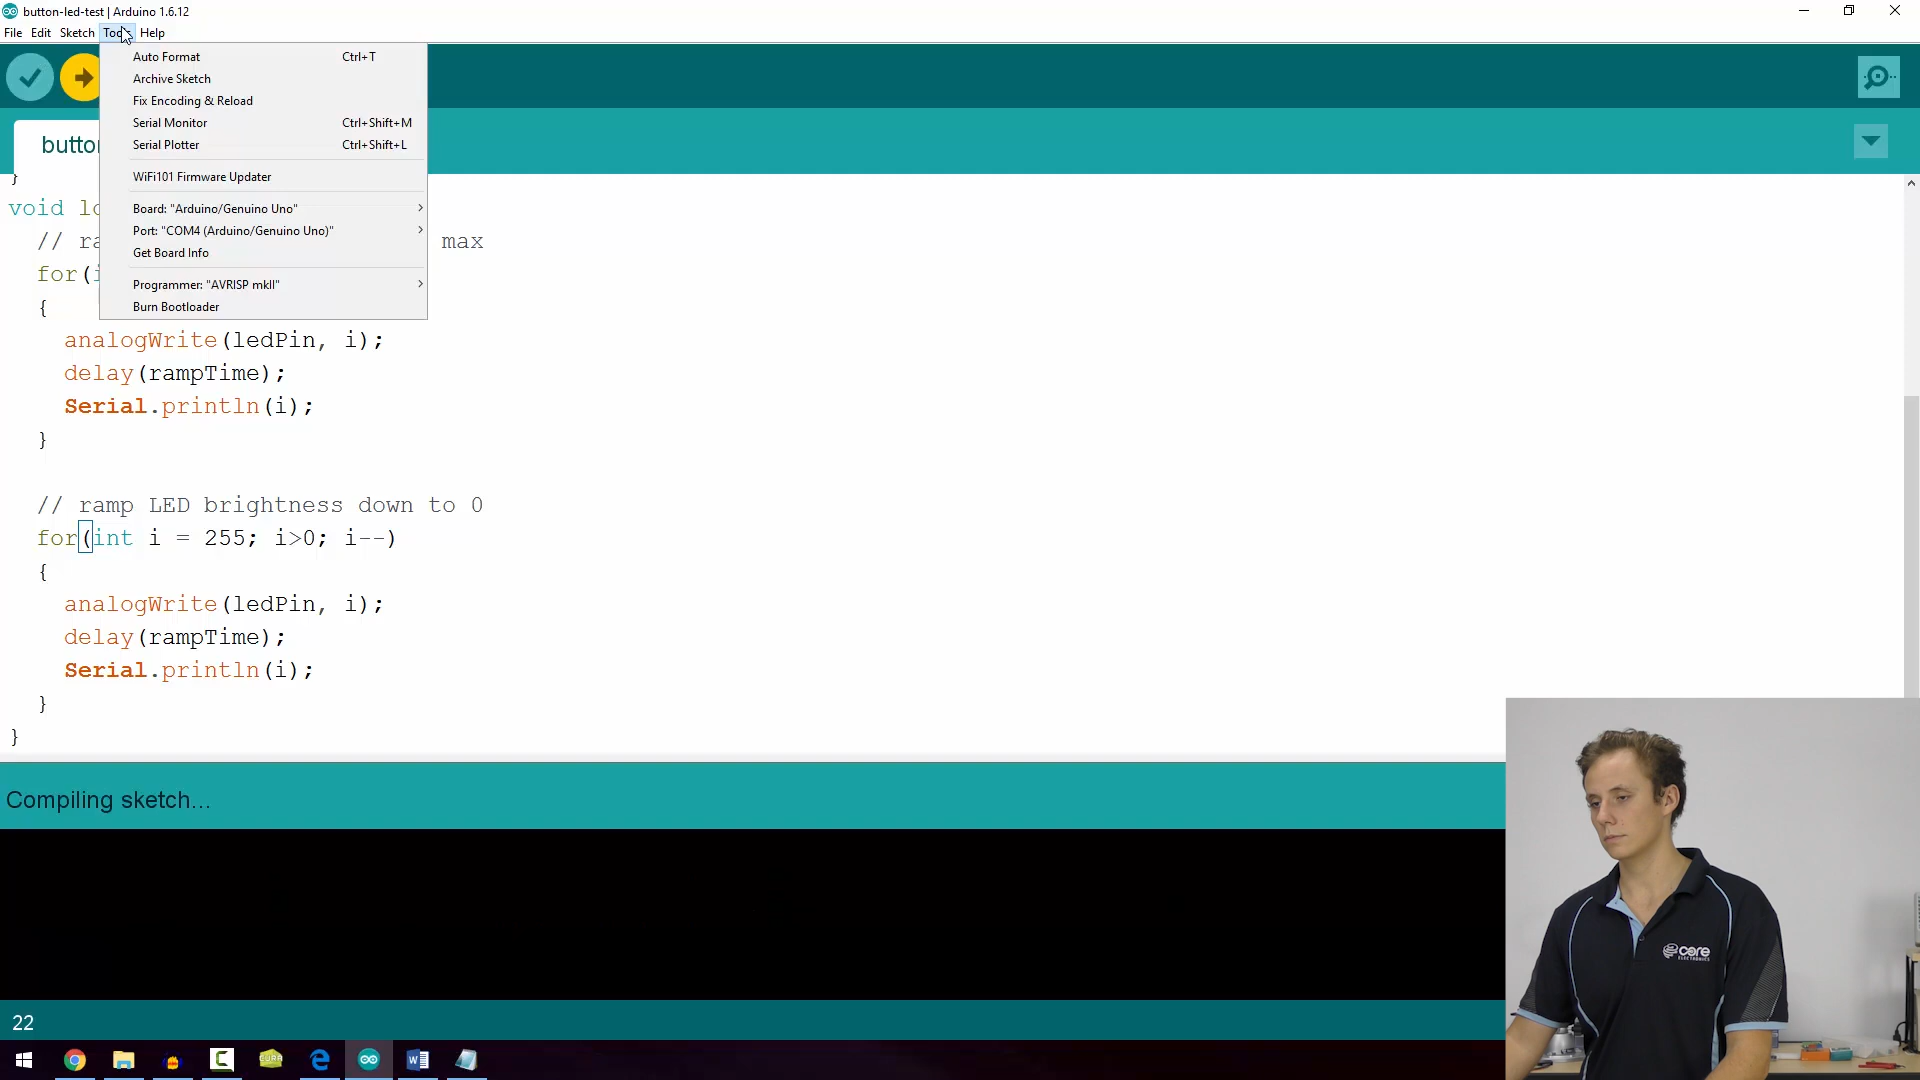 button-led-test | Arduino 1.6.12
File Edit Sketch Help
Auto Format Ctrl+T
Archive Sketch
Fix Encoding & Reload
Serial Monitor Ctrl+Shift+M
Serial Plotter Ctrl+Shift+L
WiFi101 Firmware Updater
Board: "Arduino/Genuino Uno"
Port: "COM4 (Arduino/Genuino Uno)"
Get Board Info
Programmer: "AVRISP mkII"
Burn Bootloader
butto
}
void lo
// ra max
for(i
{
analogWrite(ledPin, i);
delay(rampTime);
Serial.println(i);
}
// ramp LED brightness down to 0
for(int i = 255; i>0; i--)
{
analogWrite(ledPin, i);
delay(rampTime);
Serial.println(i);
}
}
Compiling sketch...
22
core
ELECTRONICS
CURA